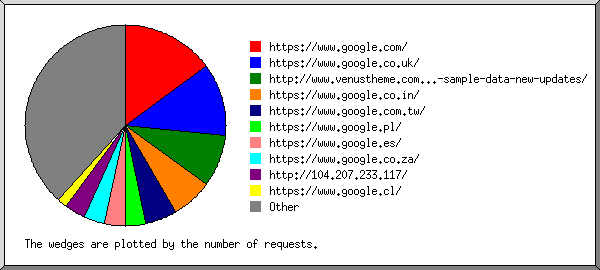 https://www.google.com/
https://www.google.co.uk/
http://www.venustheme.com...-sample-data-new-updates/
https://www.google.co.in/
https://www.google.com.tw/
https://www.google.pl/
https://www.google.es/
https://www.google.co.za/
http://104.207.233.117/
https://www.google.cl/
Other
The wedges are plotted by the number of requests.